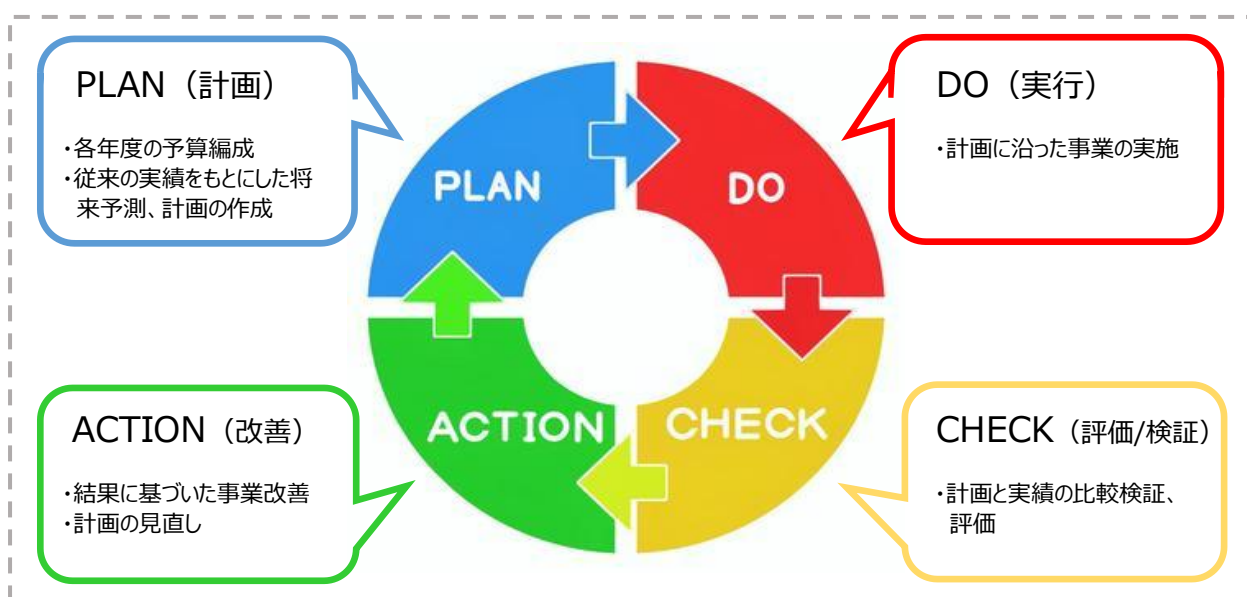 PLAN（計画）
・各年度の予算編成
・従来の実績をもとにした将
来予測、計画の作成
DO（実行）
・計画に沿った事業の実施
PLAN
DO
ACTION
CHECK
ACTION（改善）
・結果に基づいた事業改善
・計画の見直し
CHECK（評価/検証）
・計画と実績の比較検証、
評価